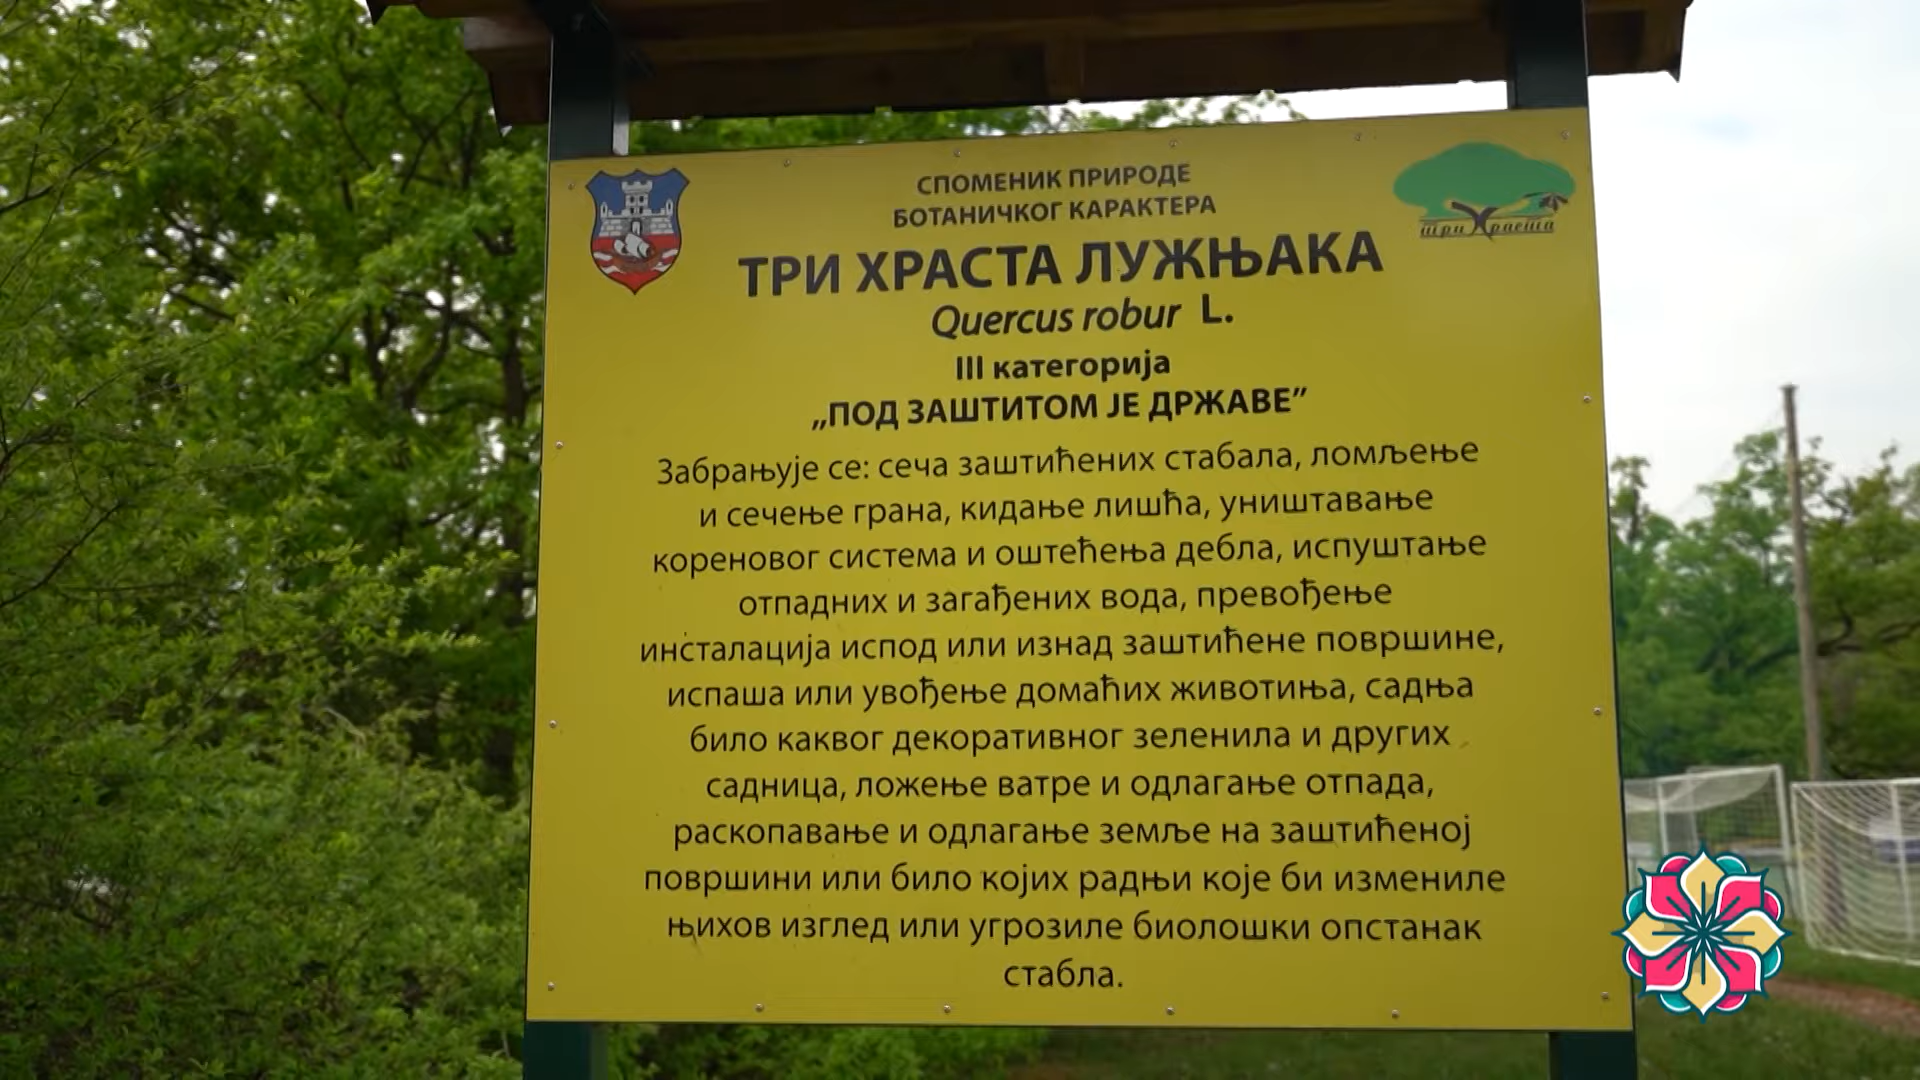 СПОМЕНИК ПРИРОДЕ
БОТАНИЧКОГ КАРАКТЕРА
три Храста
ТРИ ХРАСТА ЛУЖЊАКА
Quercus robur L.
III категорија
„ПОД ЗАШТИТОМ ЈЕ ДРЖАВЕ”
Забрањује се: сеча заштићених стабала, ломљење
и сечење грана, кидање лишћа, уништавање
кореновог система и оштећења дебла, испуштање
отпадних и загађених вода, превођење
инсталација испод или изнад заштићене површине,
испаша или увођење домаћих животиња, садња
било каквог декоративног зеленила и других
садница, ложење ватре и одлагање отпада,
раскопавање и одлагање земље на заштићеној
површини или било којих радњи које би измениле
њихов изглед или угрозиле биолошки опстанак
стабла.